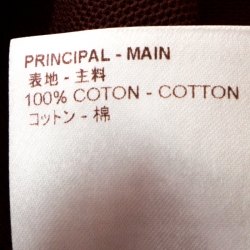 PRINCIPAL - MAIN
表地 - 主料
100% COTON - COTTON
コットン - 棉